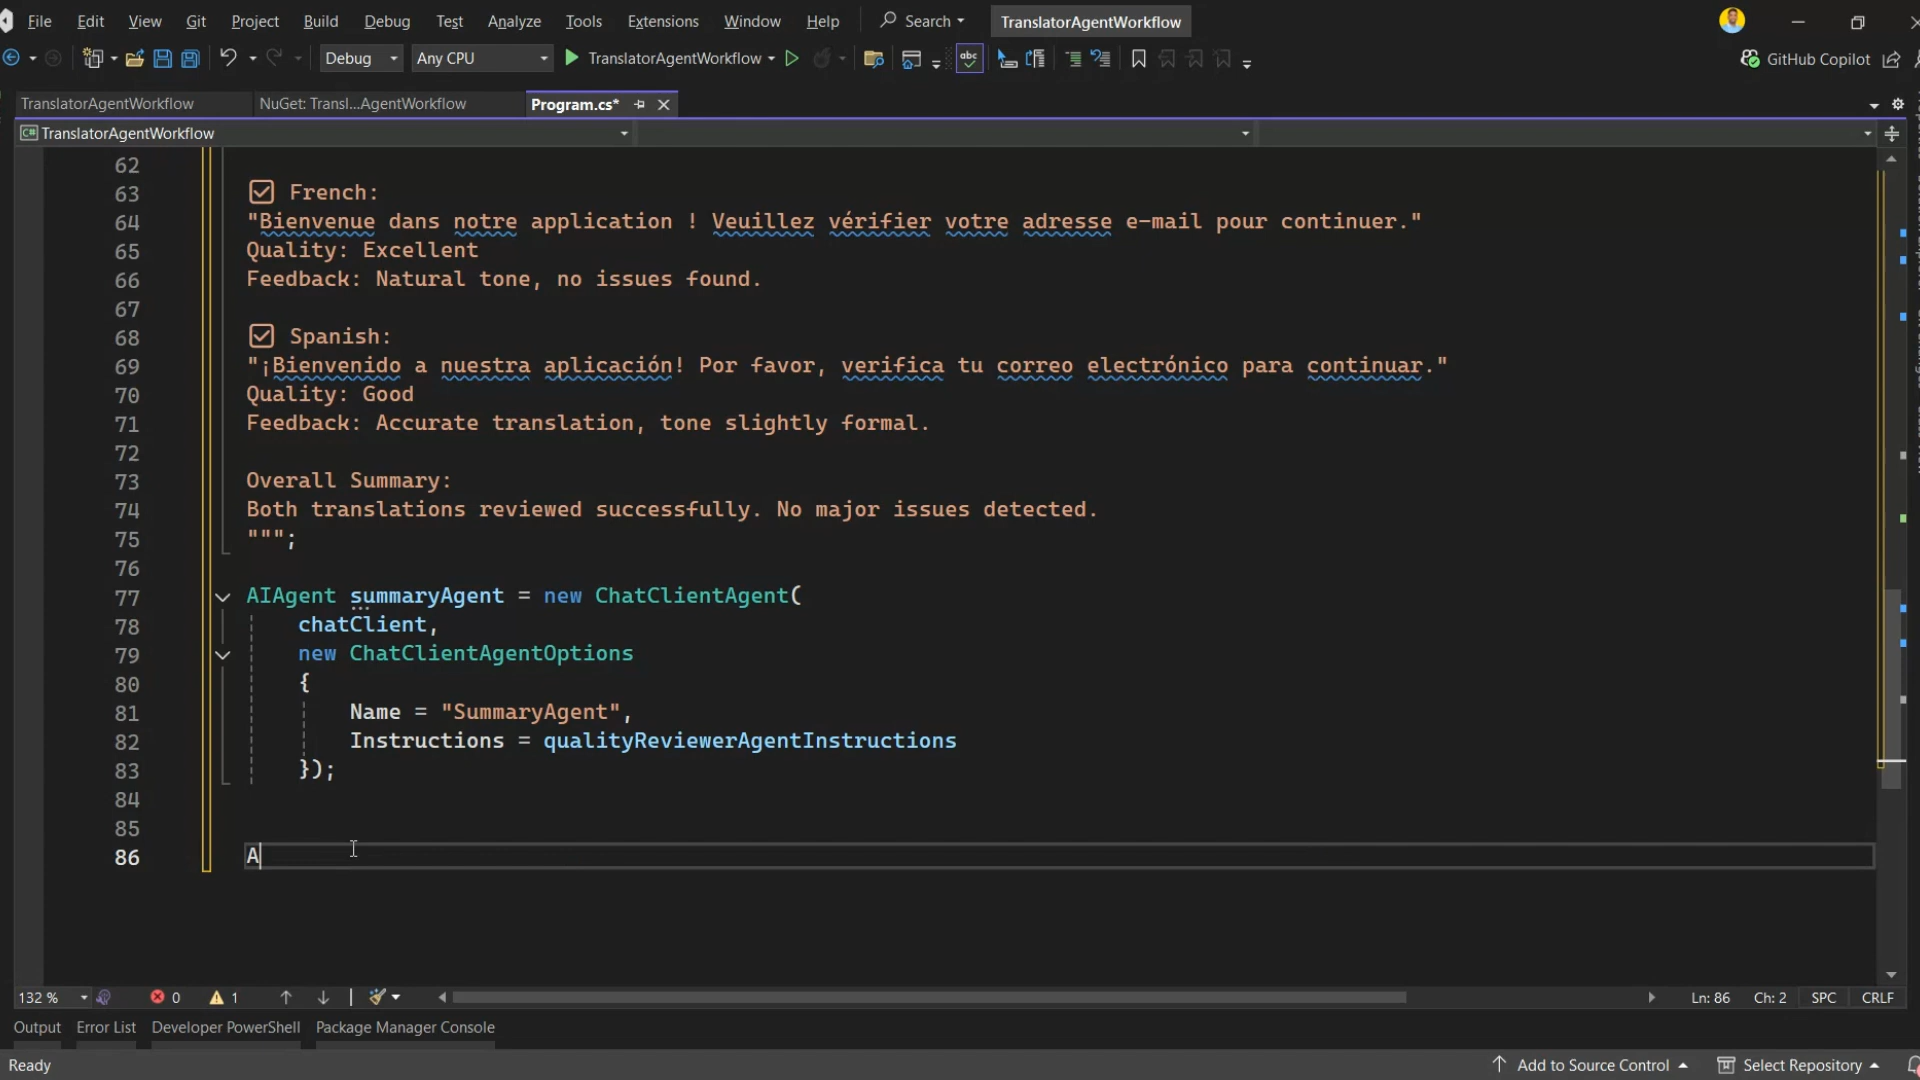 File Edit View Git Project Build Debug Test Analyze Tools Extensions Window Help Search TranslatorAgentWorkflow
Debug Any CPU TranslatorAgentWorkflow GitHub Copilot
TranslatorAgentWorkflow NuGet: Transl...AgentWorkflow Program.cs*
C# TranslatorAgentWorkflow
62
63 French:
64 "Bienvenue dans notre application ! Veuillez vérifier votre adresse e-mail pour continuer."
65 Quality: Excellent
66 Feedback: Natural tone, no issues found.
67
68 Spanish:
69 "¡Bienvenido a nuestra aplicación! Por favor, verifica tu correo electrónico para continuar."
70 Quality: Good
71 Feedback: Accurate translation, tone slightly formal.
72
73 Overall Summary:
74 Both translations reviewed successfully. No major issues detected.
75 """;
76
77 AIAgent summaryAgent = new ChatClientAgent(
78 chatClient,
79 new ChatClientAgentOptions
80 {
81 Name = "SummaryAgent",
82 Instructions = qualityReviewerAgentInstructions
83 });
84
85
86 A
132 % 0 1 Ln: 86 Ch: 2 SPC CRLF
Output Error List Developer PowerShell Package Manager Console
Ready Add to Source Control Select Repository